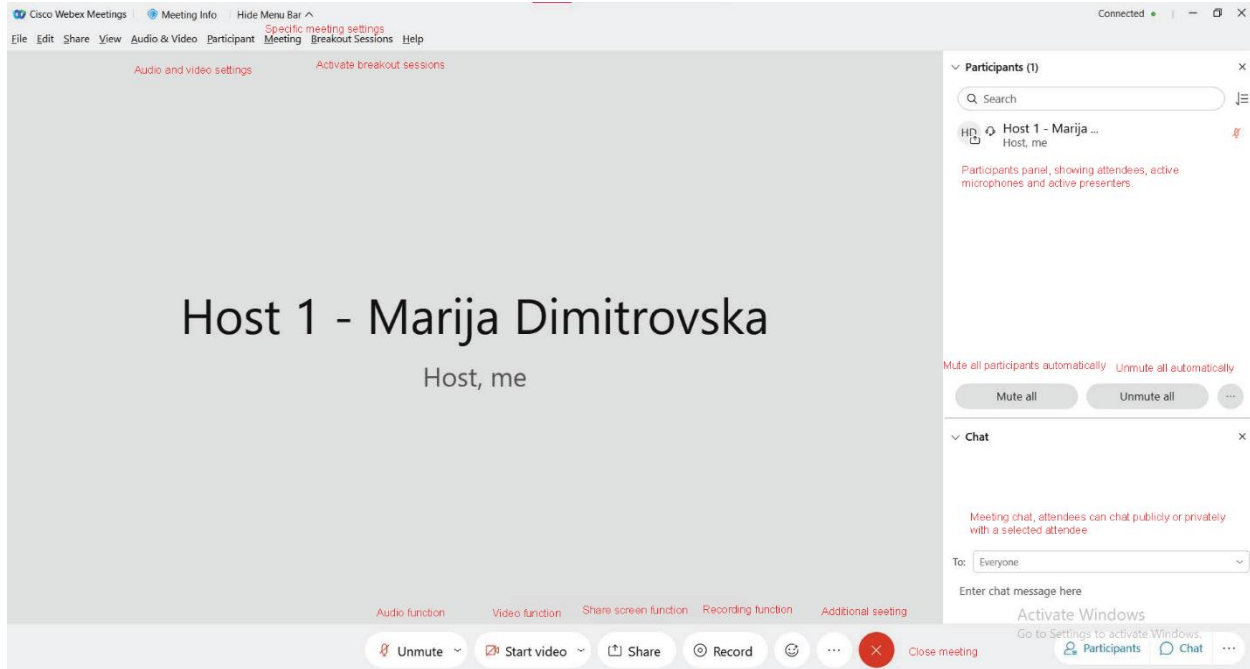 Cisco Webex Meetings Meeting Info Hide Menu Bar Connected
Specific meeting settings
File Edit Share View Audio & Video Participant Meeting Breakout Sessions Help
Audio and video settings Activate breakout sessions
Participants (1)
Search
HD Host 1 - Marija ...
Host, me
Participants panel, showing attendees, active
microphones and active presenters.
Host 1 - Marija Dimitrovska
Host, me
Mute all participants automatically Unmute all automatically
Mute all Unmute all ...
Chat
Meeting chat, attendees can chat publicly or privately
with a selected attendee
To: Everyone
Enter chat message here
Activate Windows
Go to Settings to activate Windows.
Audio function Video function Share screen function Recording function Additional seeting
Unmute Start video Share Record ... Close meeting Participants Chat ...